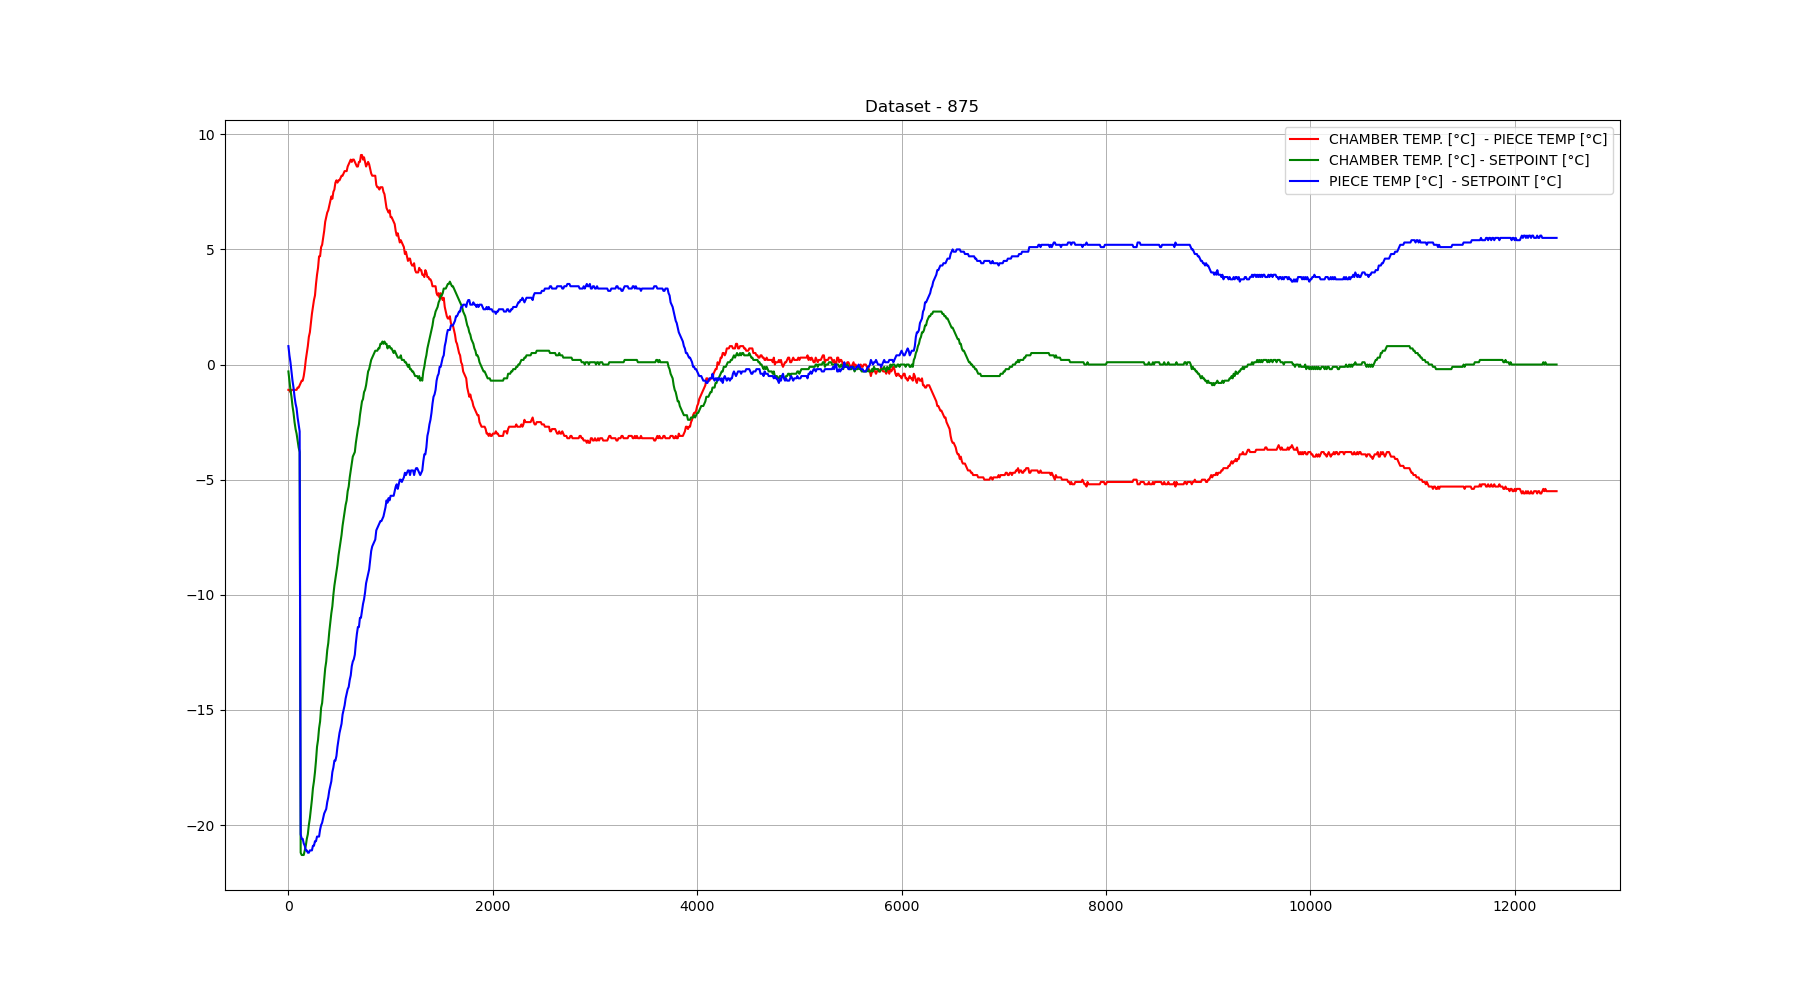 Dataset - 875
CHAMBER TEMP. [°C]  - PIECE TEMP [°C]
CHAMBER TEMP. [°C] - SETPOINT [°C]
PIECE TEMP [°C]  - SETPOINT [°C]
10
5
0
−5
−10
−15
−20
0 2000 4000 6000 8000 10000 12000